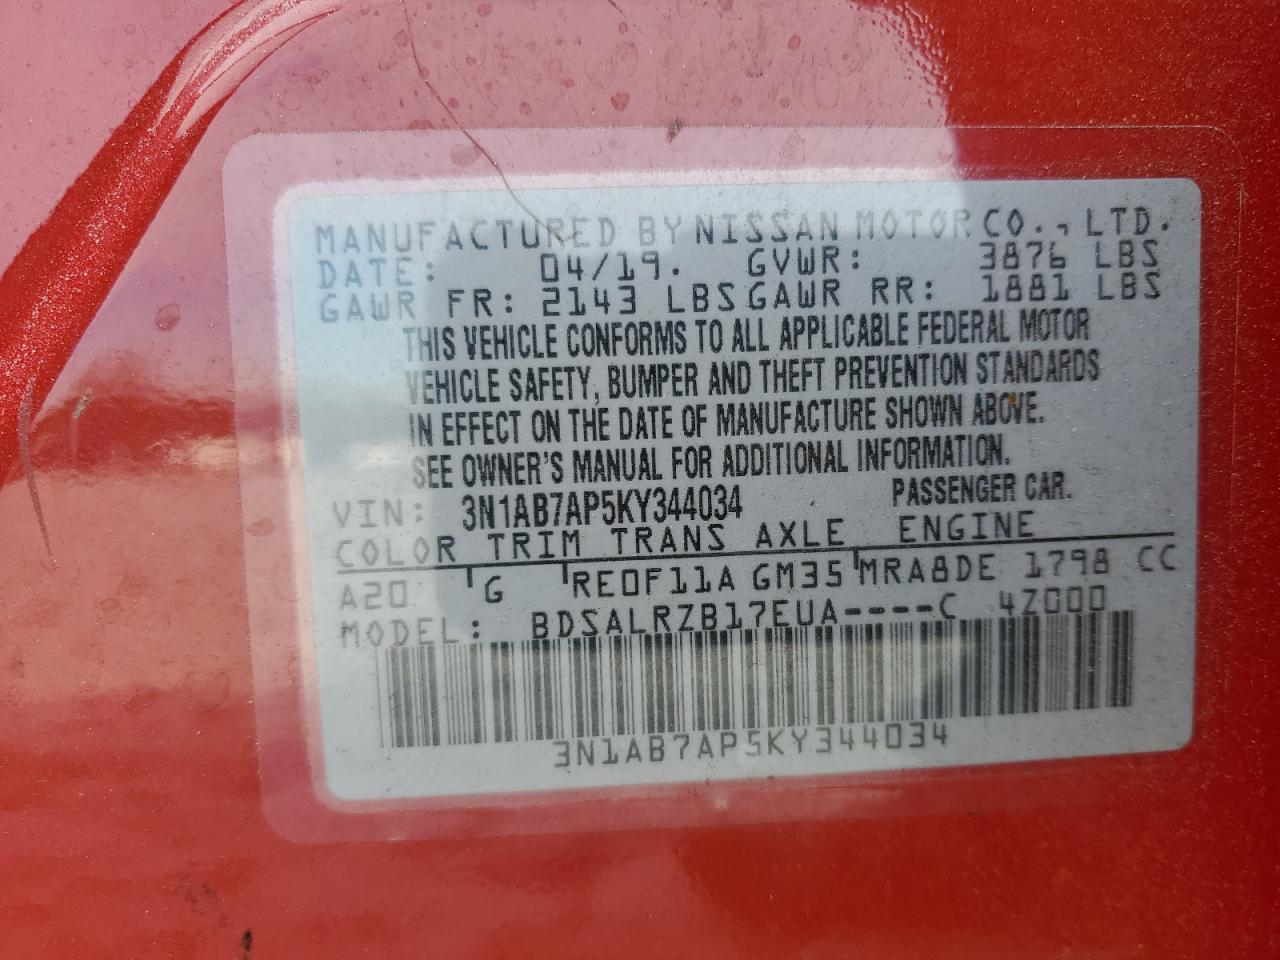 MANUFACTURED BY NISSAN MOTOR CO., LTD.
DATE: 04/19. GVWR: 3876 LBS
GAWR FR: 2143 LBS GAWR RR: 1881 LBS
THIS VEHICLE CONFORMS TO ALL APPLICABLE FEDERAL MOTOR
VEHICLE SAFETY, BUMPER AND THEFT PREVENTION STANDARDS
IN EFFECT ON THE DATE OF MANUFACTURE SHOWN ABOVE.
SEE OWNER'S MANUAL FOR ADDITIONAL INFORMATION.
VIN: 3N1AB7AP5KY344034 PASSENGER CAR.
COLOR TRIM TRANS AXLE ENGINE
A20 G RE0F11A GM35 MRA8DE 1798 CC
MODEL: BDSALRZB17EUA----C 4Z000
3N1AB7AP5KY344034